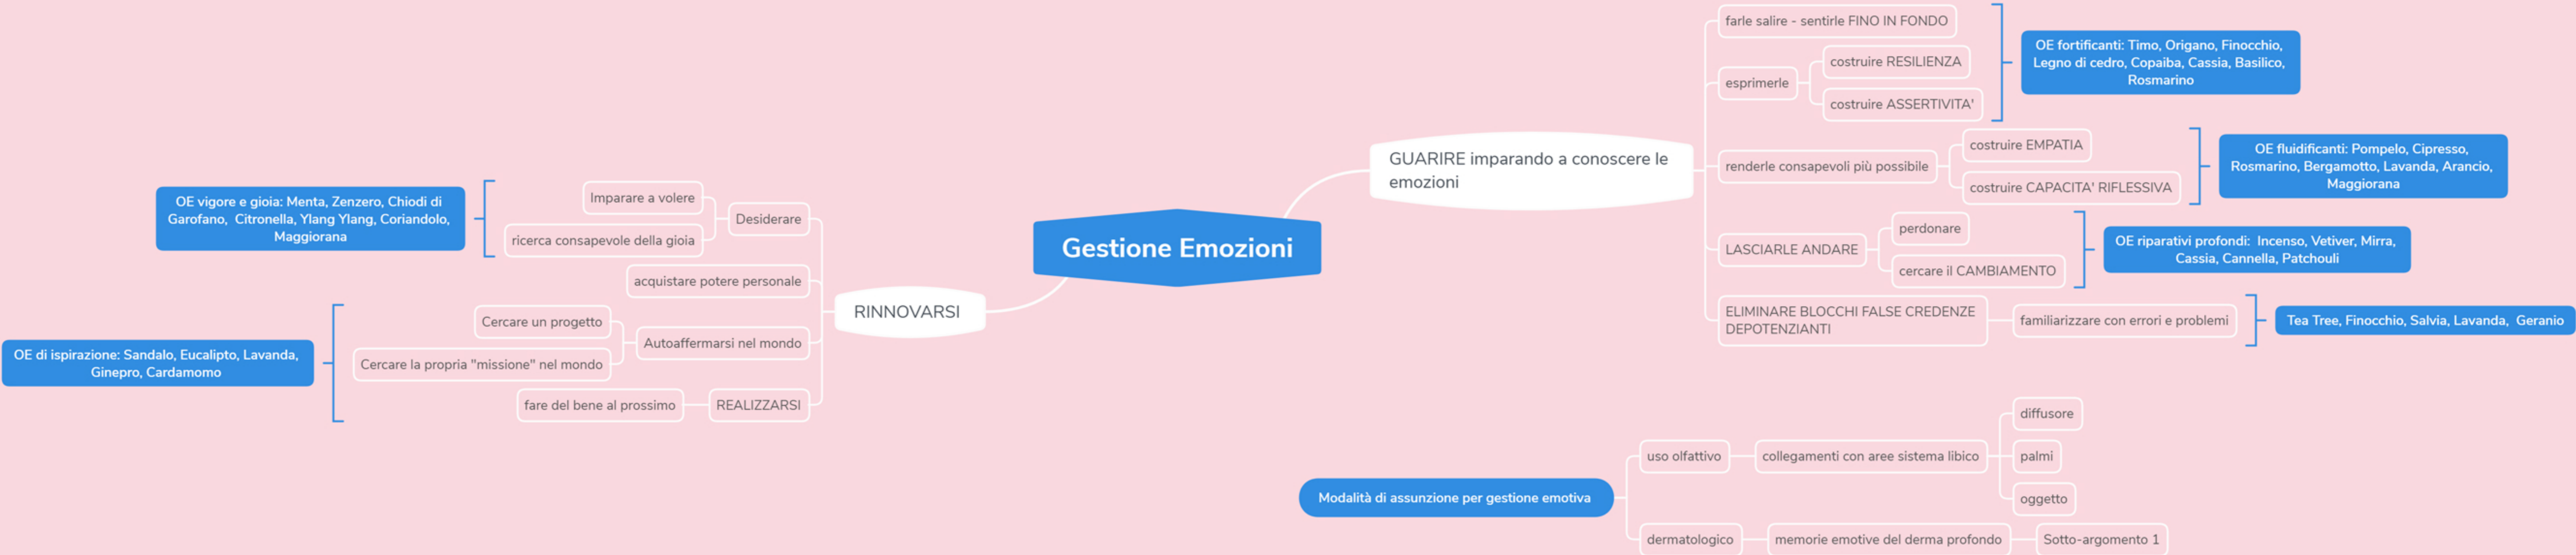 Gestione Emozioni
GUARIRE imparando a conoscere le
emozioni
farle salire - sentirle FINO IN FONDO
esprimerle
costruire RESILIENZA
costruire ASSERTIVITA'
OE fortificanti: Timo, Origano, Finocchio,
Legno di cedro, Copaiba, Cassia, Basilico,
Rosmarino
renderle consapevoli più possibile
costruire EMPATIA
costruire CAPACITA' RIFLESSIVA
OE fluidificanti: Pompelo, Cipresso,
Rosmarino, Bergamotto, Lavanda, Arancio,
Maggiorana
LASCIARLE ANDARE
perdonare
cercare il CAMBIAMENTO
OE riparativi profondi: Incenso, Vetiver, Mirra,
Cassia, Cannella, Patchouli
ELIMINARE BLOCCHI FALSE CREDENZE
DEPOTENZIANTI
familiarizzare con errori e problemi
Tea Tree, Finocchio, Salvia, Lavanda, Geranio
RINNOVARSI
Desiderare
Imparare a volere
ricerca consapevole della gioia
OE vigore e gioia: Menta, Zenzero, Chiodi di
Garofano, Citronella, Ylang Ylang, Coriandolo,
Maggiorana
acquistare potere personale
Autoaffermarsi nel mondo
Cercare un progetto
Cercare la propria "missione" nel mondo
REALIZZARSI
fare del bene al prossimo
OE di ispirazione: Sandalo, Eucalipto, Lavanda,
Ginepro, Cardamomo
Modalità di assunzione per gestione emotiva
uso olfattivo
collegamenti con aree sistema libico
diffusore
palmi
oggetto
dermatologico
memorie emotive del derma profondo
Sotto-argomento 1